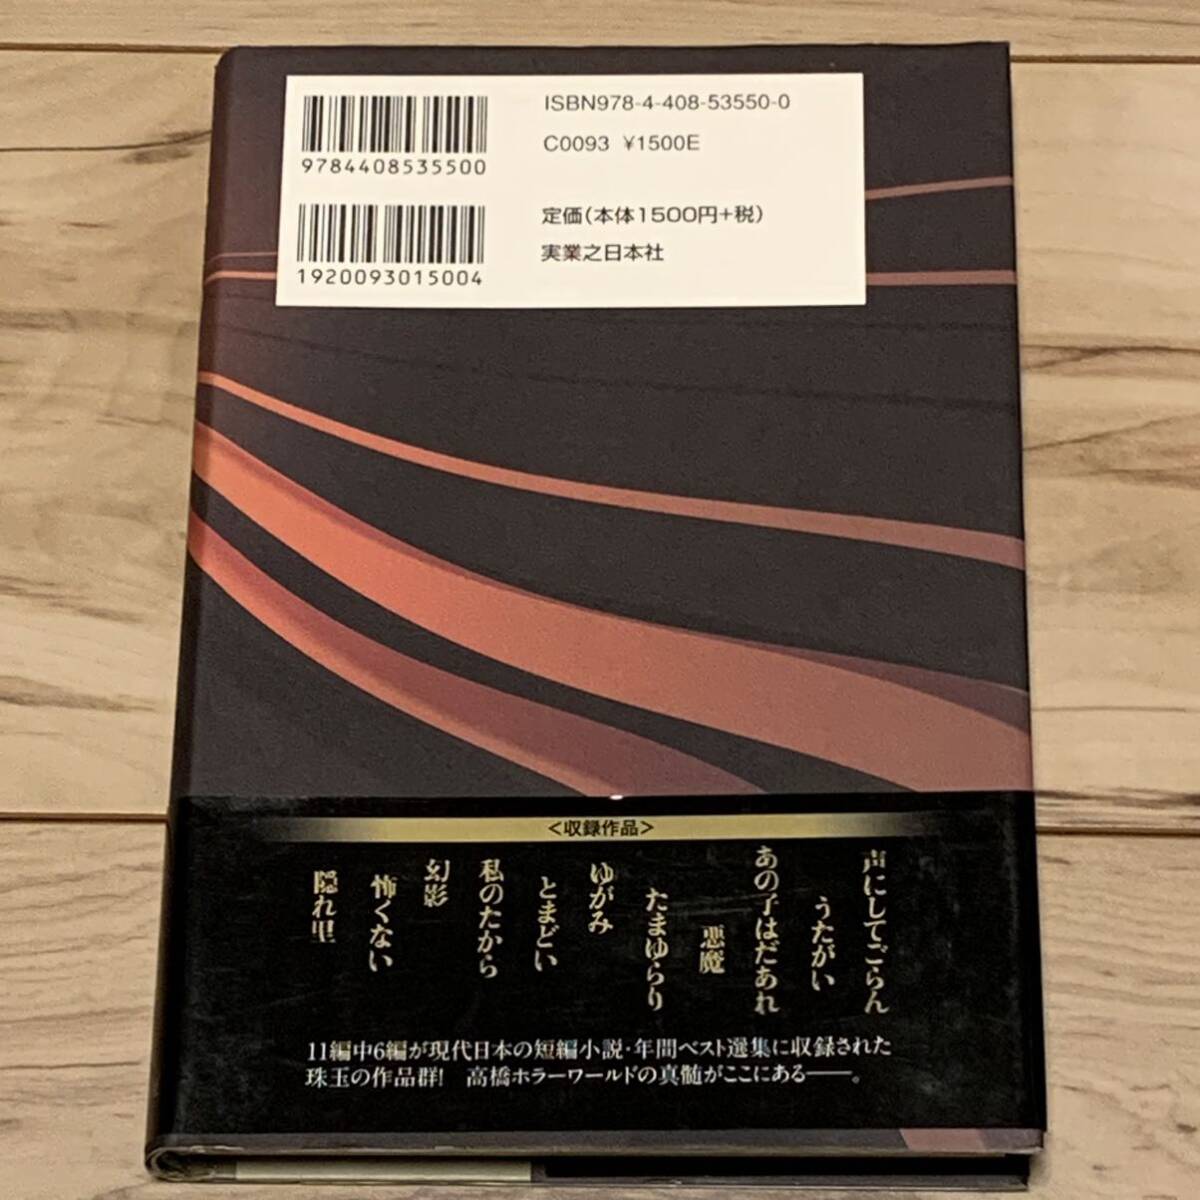 ISBN978-4-408-53550-0
C0093 ¥1500E
9784408535500
定価(本体1500円+税)
実業之日本社
1920093015004
<収録作品>
声にしてごらん
うたがい
あの子はだあれ
悪魔
たまゆらり
ゆがみ
とまどい
私のたから
幻影
怖くない
隠れ里
11編中6編が現代日本の短編小説・年間ベスト選集に収録された
珠玉の作品群! 高橋ホラーワールドの真髄がここにある――。